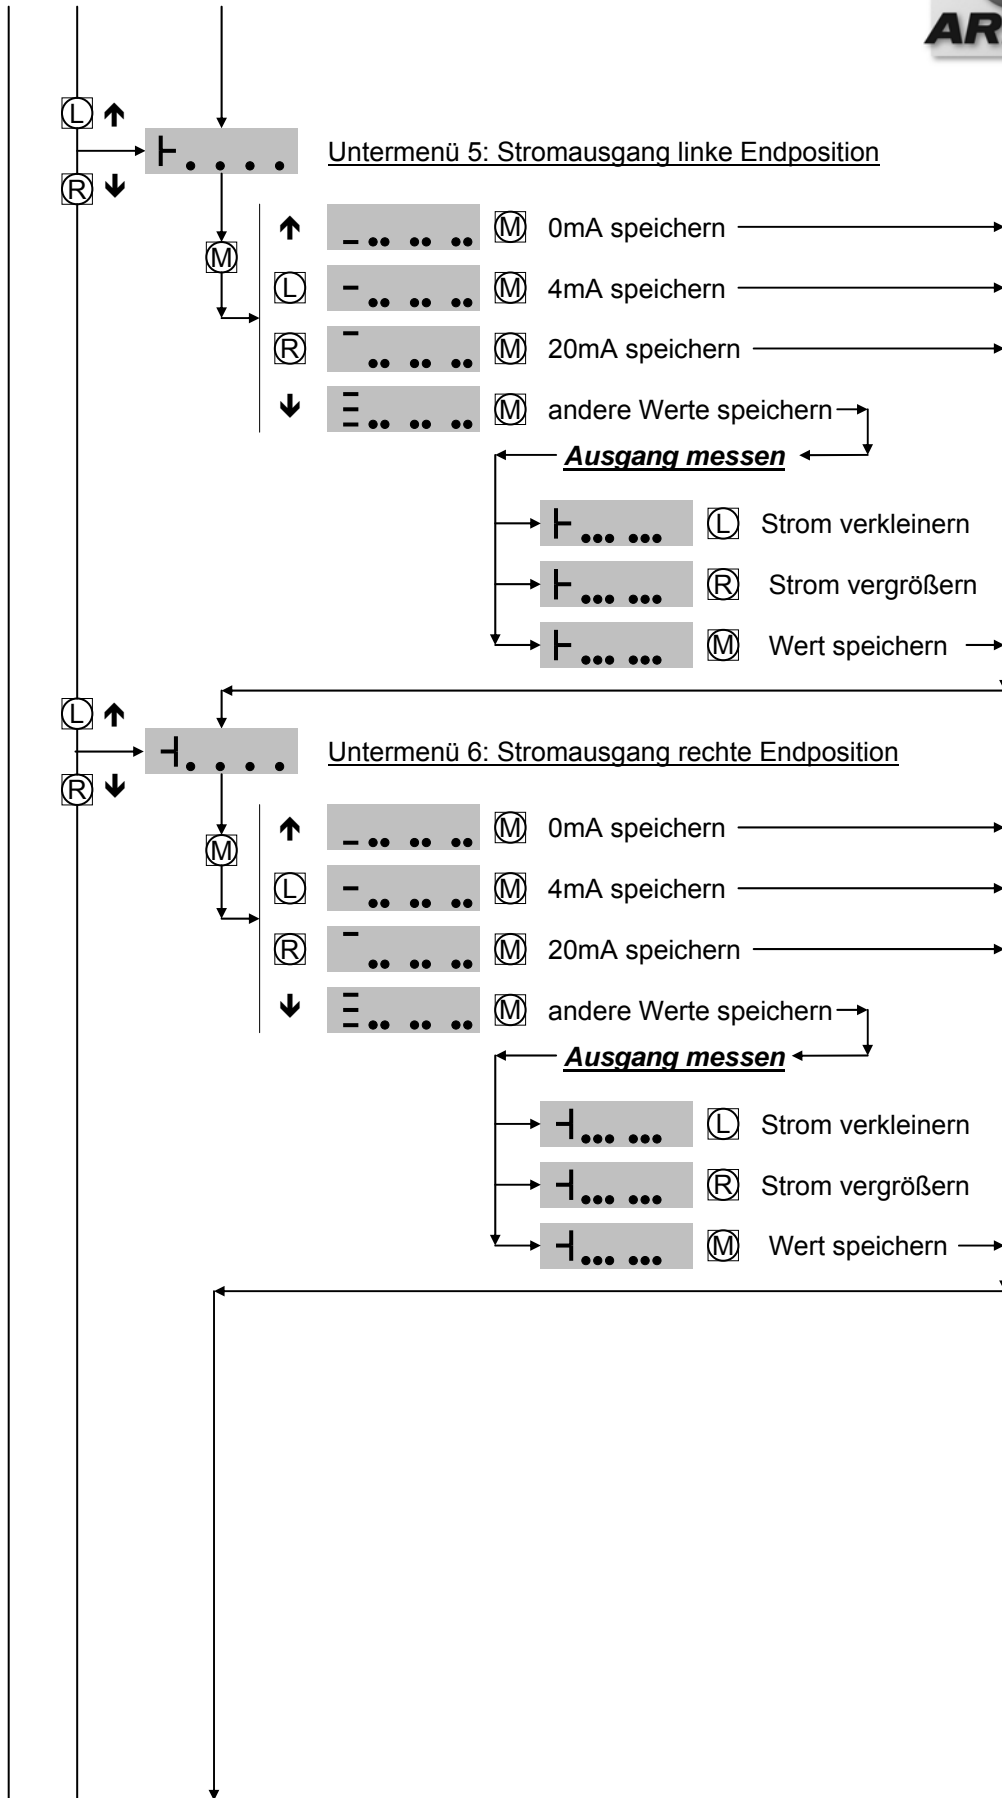 AR
L ↑
Untermenü 5: Stromausgang linke Endposition
R ↓
↑ M 0mA speichern
M
L M 4mA speichern
R M 20mA speichern
↓ M andere Werte speichern
Ausgang messen
L Strom verkleinern
R Strom vergrößern
M Wert speichern
L ↑
Untermenü 6: Stromausgang rechte Endposition
R ↓
↑ M 0mA speichern
M
L M 4mA speichern
R M 20mA speichern
↓ M andere Werte speichern
Ausgang messen
L Strom verkleinern
R Strom vergrößern
M Wert speichern